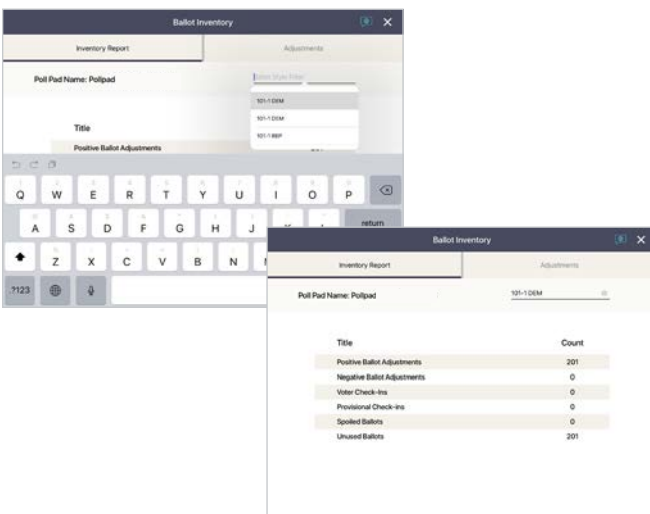 Ballot Inventory
Inventory Report
Adjustments
Poll Pad Name: Pollpad
Ballot Style Filter
101-1 DEM
101-1 DEM
101-1 REP
Title
Positive Ballot Adjustments
Q W E R T Y U I O P
A S D F G H J
return
Z X C V B N
.?123
Ballot Inventory
Inventory Report
Adjustments
Poll Pad Name: Pollpad
101-1 DEM
Title Count
Positive Ballot Adjustments 201
Negative Ballot Adjustments 0
Voter Check-Ins 0
Provisional Check-ins 0
Spoiled Ballots 0
Unused Ballots 201